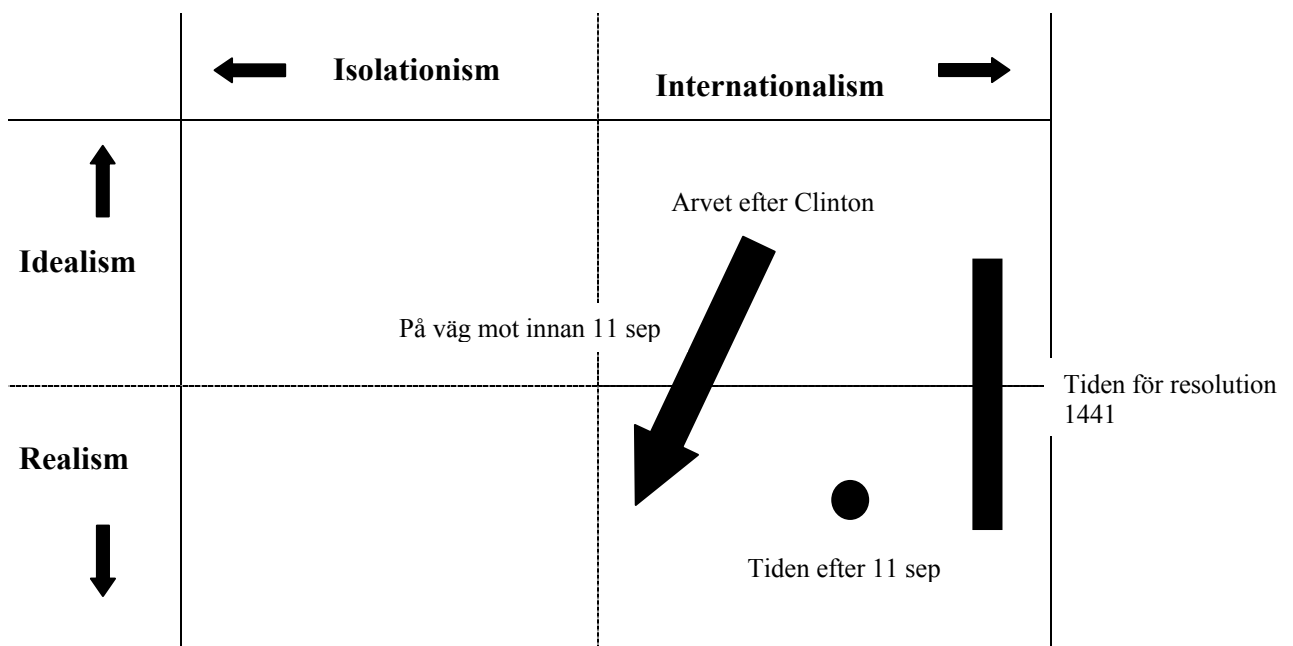 Isolationism
Internationalism
Arvet efter Clinton
Idealism
På väg mot innan 11 sep
Tiden för resolution
1441
Realism
Tiden efter 11 sep